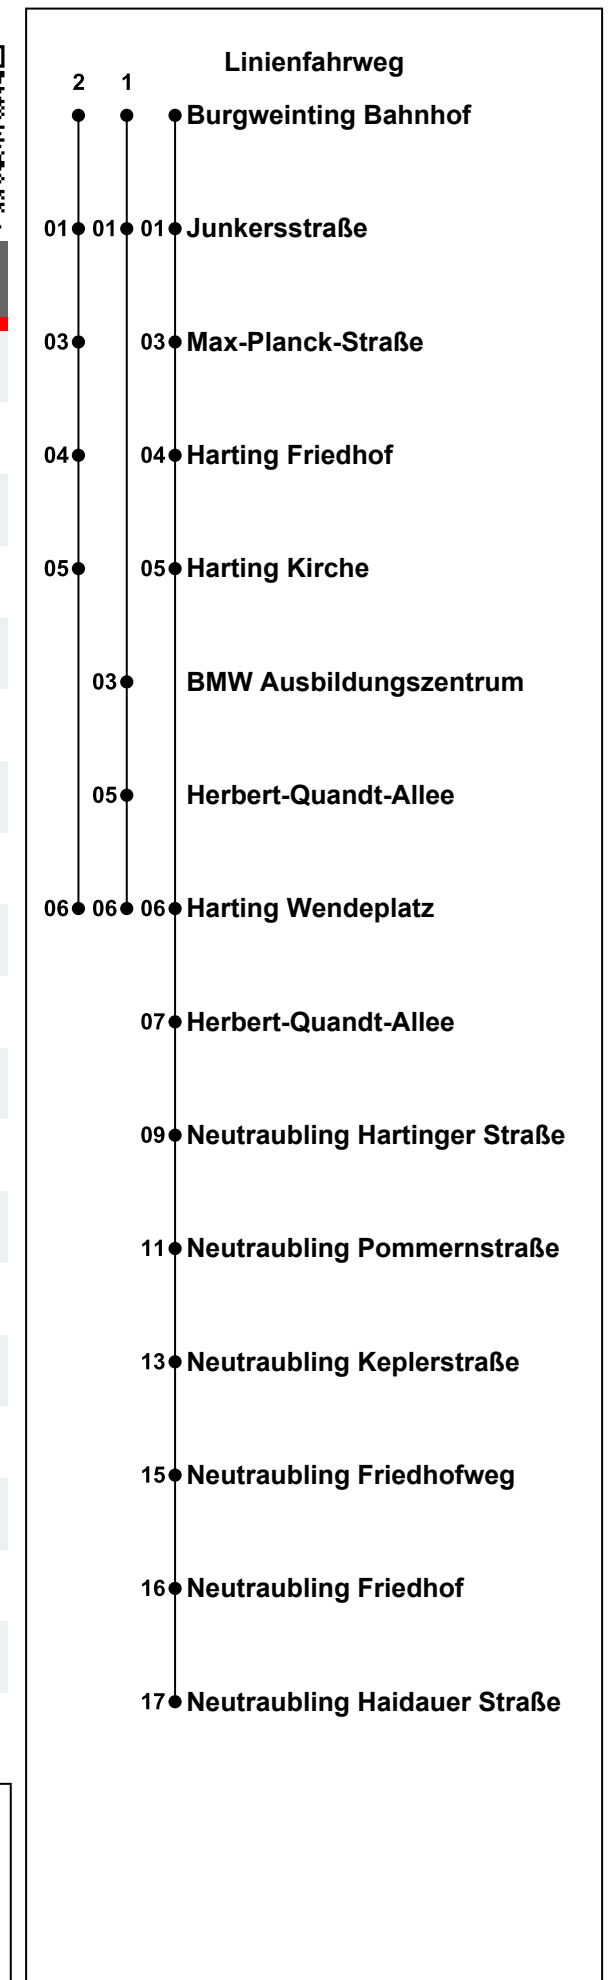 Linienfahrweg
2 1
Burgweinting Bahnhof
01 01 01 Junkersstraße
03 03 Max-Planck-Straße
04 04 Harting Friedhof
05 05 Harting Kirche
03 BMW Ausbildungszentrum
05 Herbert-Quandt-Allee
06 06 06 Harting Wendeplatz
07 Herbert-Quandt-Allee
09 Neutraubling Hartinger Straße
11 Neutraubling Pommernstraße
13 Neutraubling Keplerstraße
15 Neutraubling Friedhofweg
16 Neutraubling Friedhof
17 Neutraubling Haidauer Straße